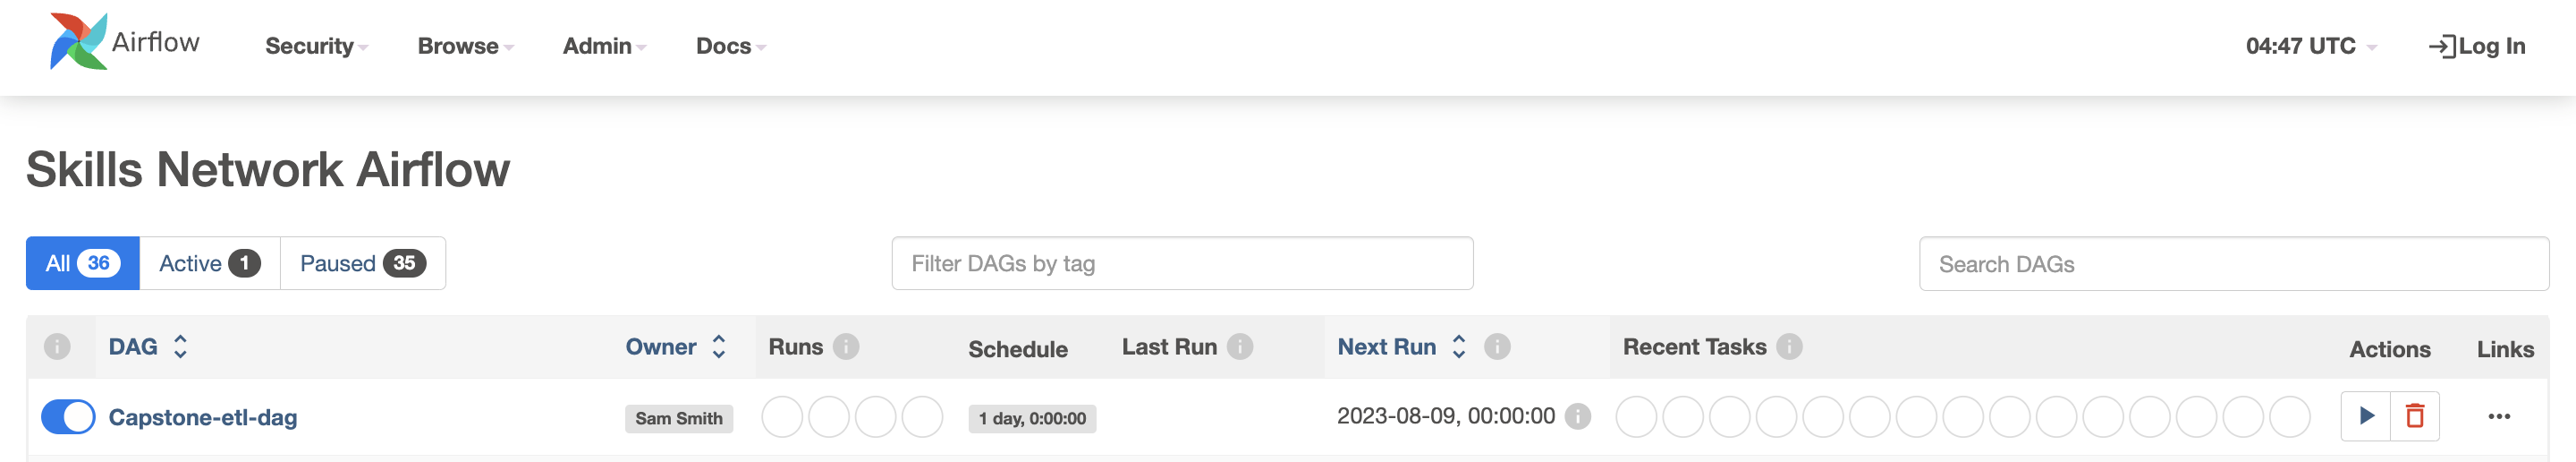 Airflow Security Browse Admin Docs 04:47 UTC Log In
Skills Network Airflow
All 36 Active 1 Paused 35 Filter DAGs by tag Search DAGs
DAG Owner Runs Schedule Last Run Next Run Recent Tasks Actions Links
Capstone-etl-dag Sam Smith 1 day, 0:00:00 2023-08-09, 00:00:00